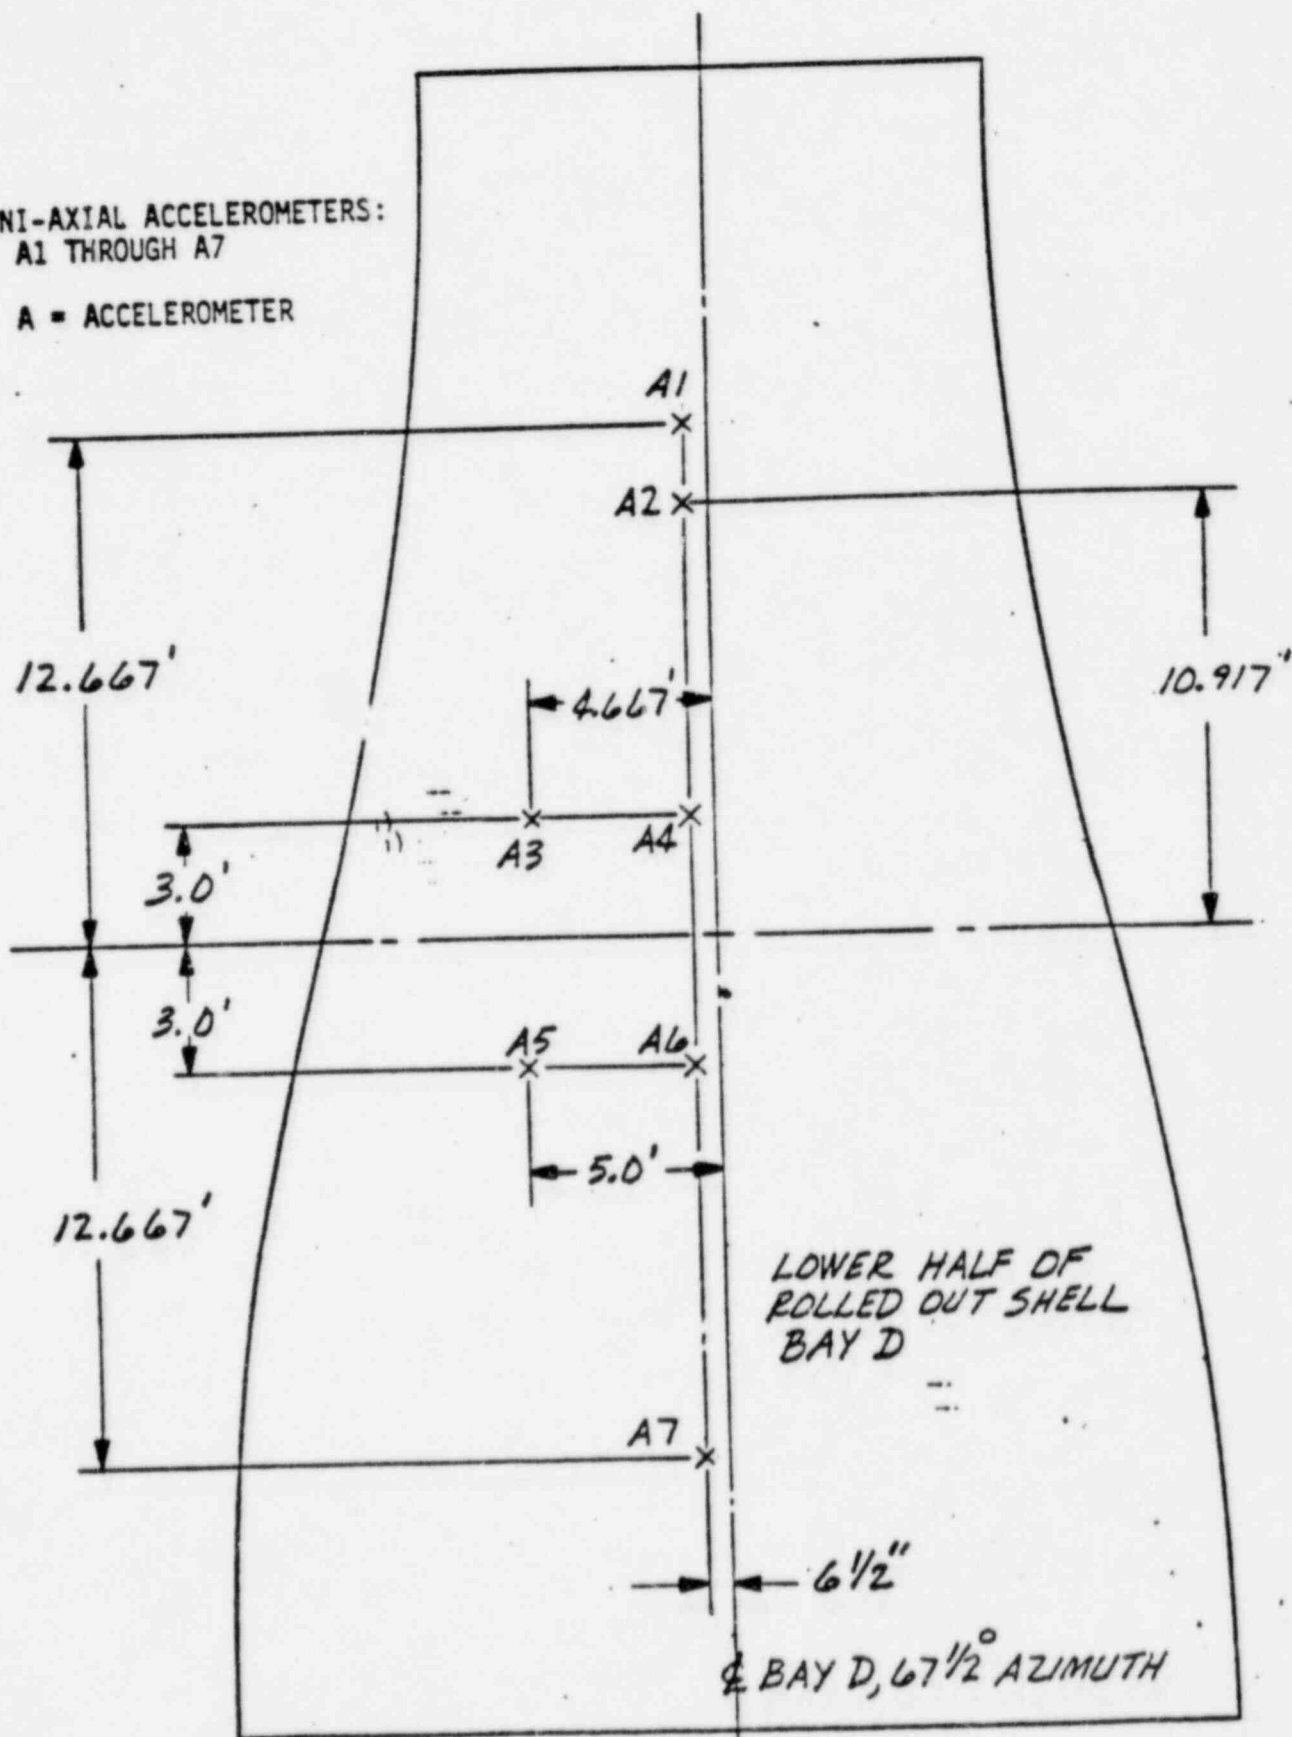 NI-AXIAL ACCELEROMETERS:
A1 THROUGH A7
A = ACCELEROMETER
A1
A2
12.667'
4.667'
10.917'
A3
A4
3.0'
3.0'
A5
A6
5.0'
12.667'
LOWER HALF OF
ROLLED OUT SHELL
BAY D
A7
6 1/2"
℄ BAY D, 67 1/2° AZIMUTH